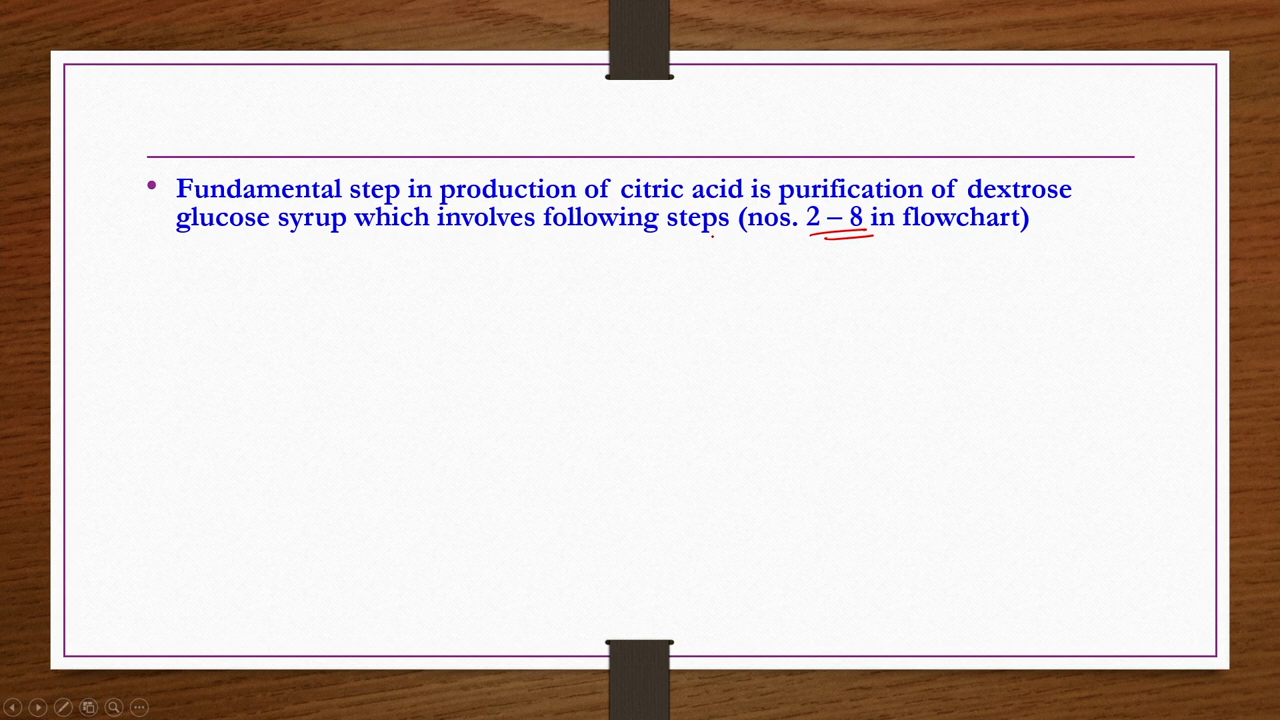 • Fundamental step in production of citric acid is purification of dextrose
glucose syrup which involves following steps (nos. 2 – 8 in flowchart)